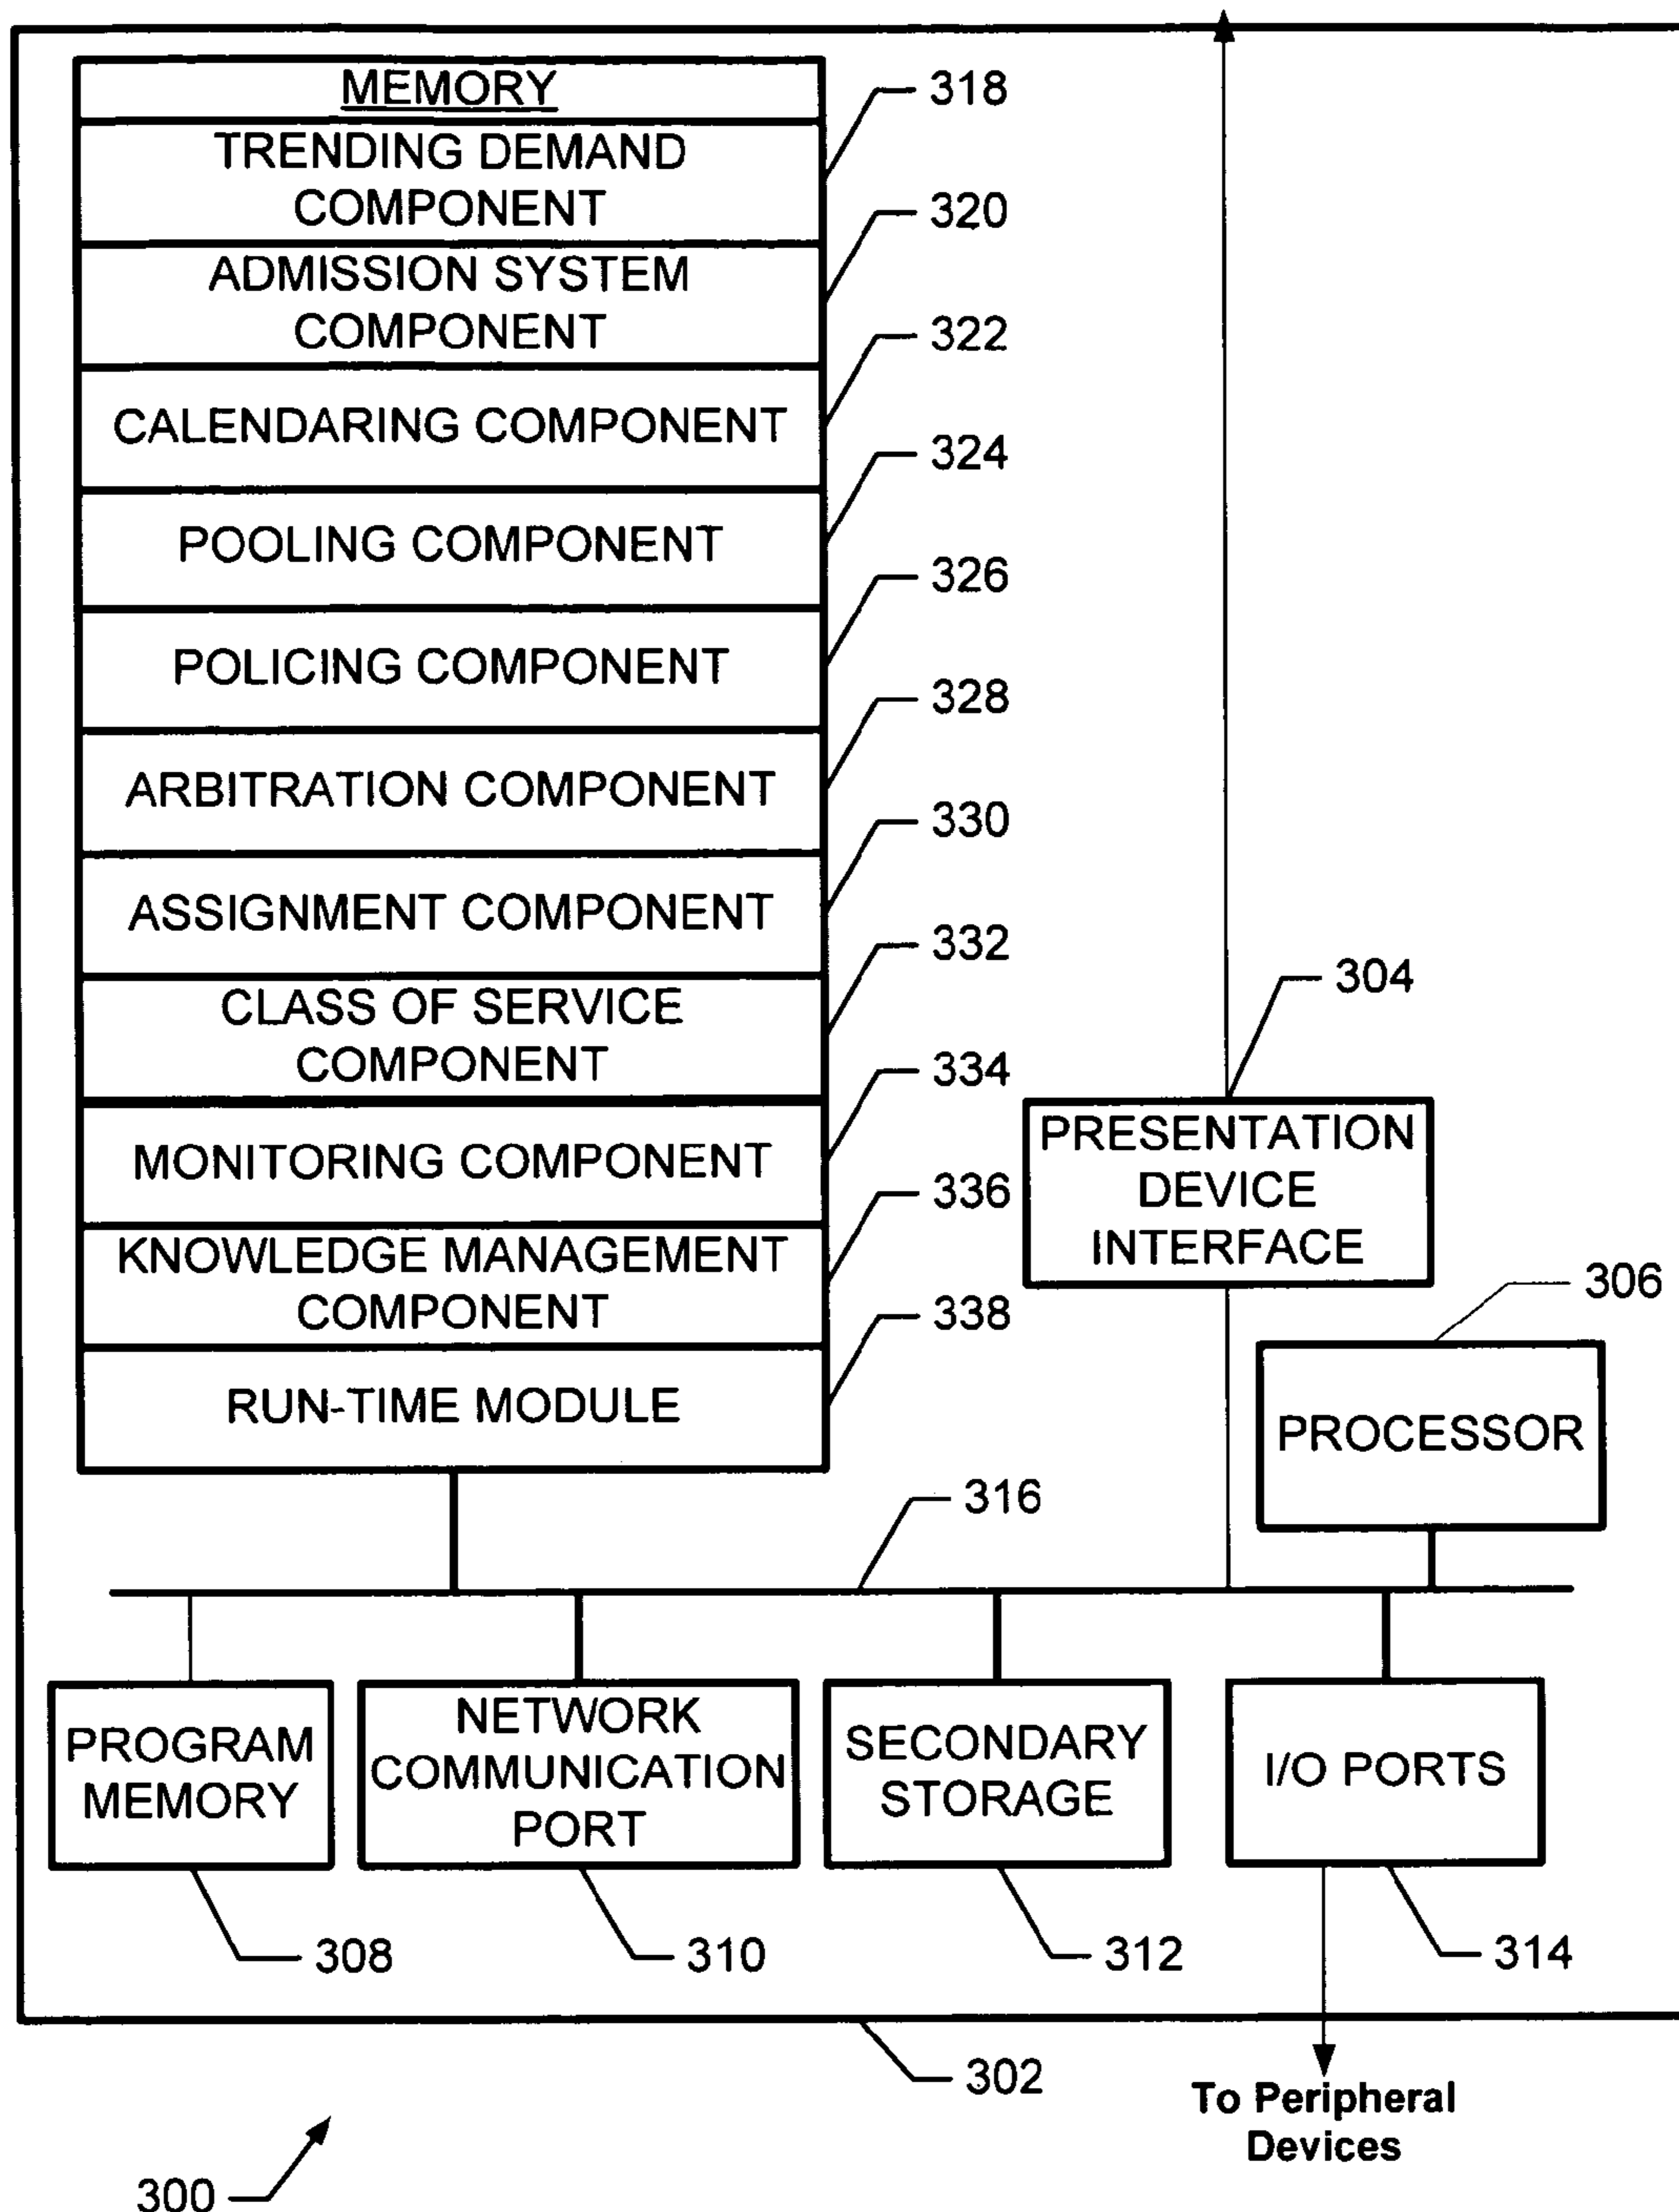 MEMORY
318
TRENDING DEMAND
COMPONENT
320
ADMISSION SYSTEM
COMPONENT
322
CALENDARING COMPONENT
324
POOLING COMPONENT
326
POLICING COMPONENT
328
ARBITRATION COMPONENT
330
ASSIGNMENT COMPONENT
332
CLASS OF SERVICE
COMPONENT
334
MONITORING COMPONENT
336
KNOWLEDGE MANAGEMENT
COMPONENT
338
RUN-TIME MODULE
304
PRESENTATION
DEVICE
INTERFACE
306
PROCESSOR
316
PROGRAM
MEMORY
NETWORK
COMMUNICATION
PORT
SECONDARY
STORAGE
I/O PORTS
308
310
312
314
302
To Peripheral
Devices
300